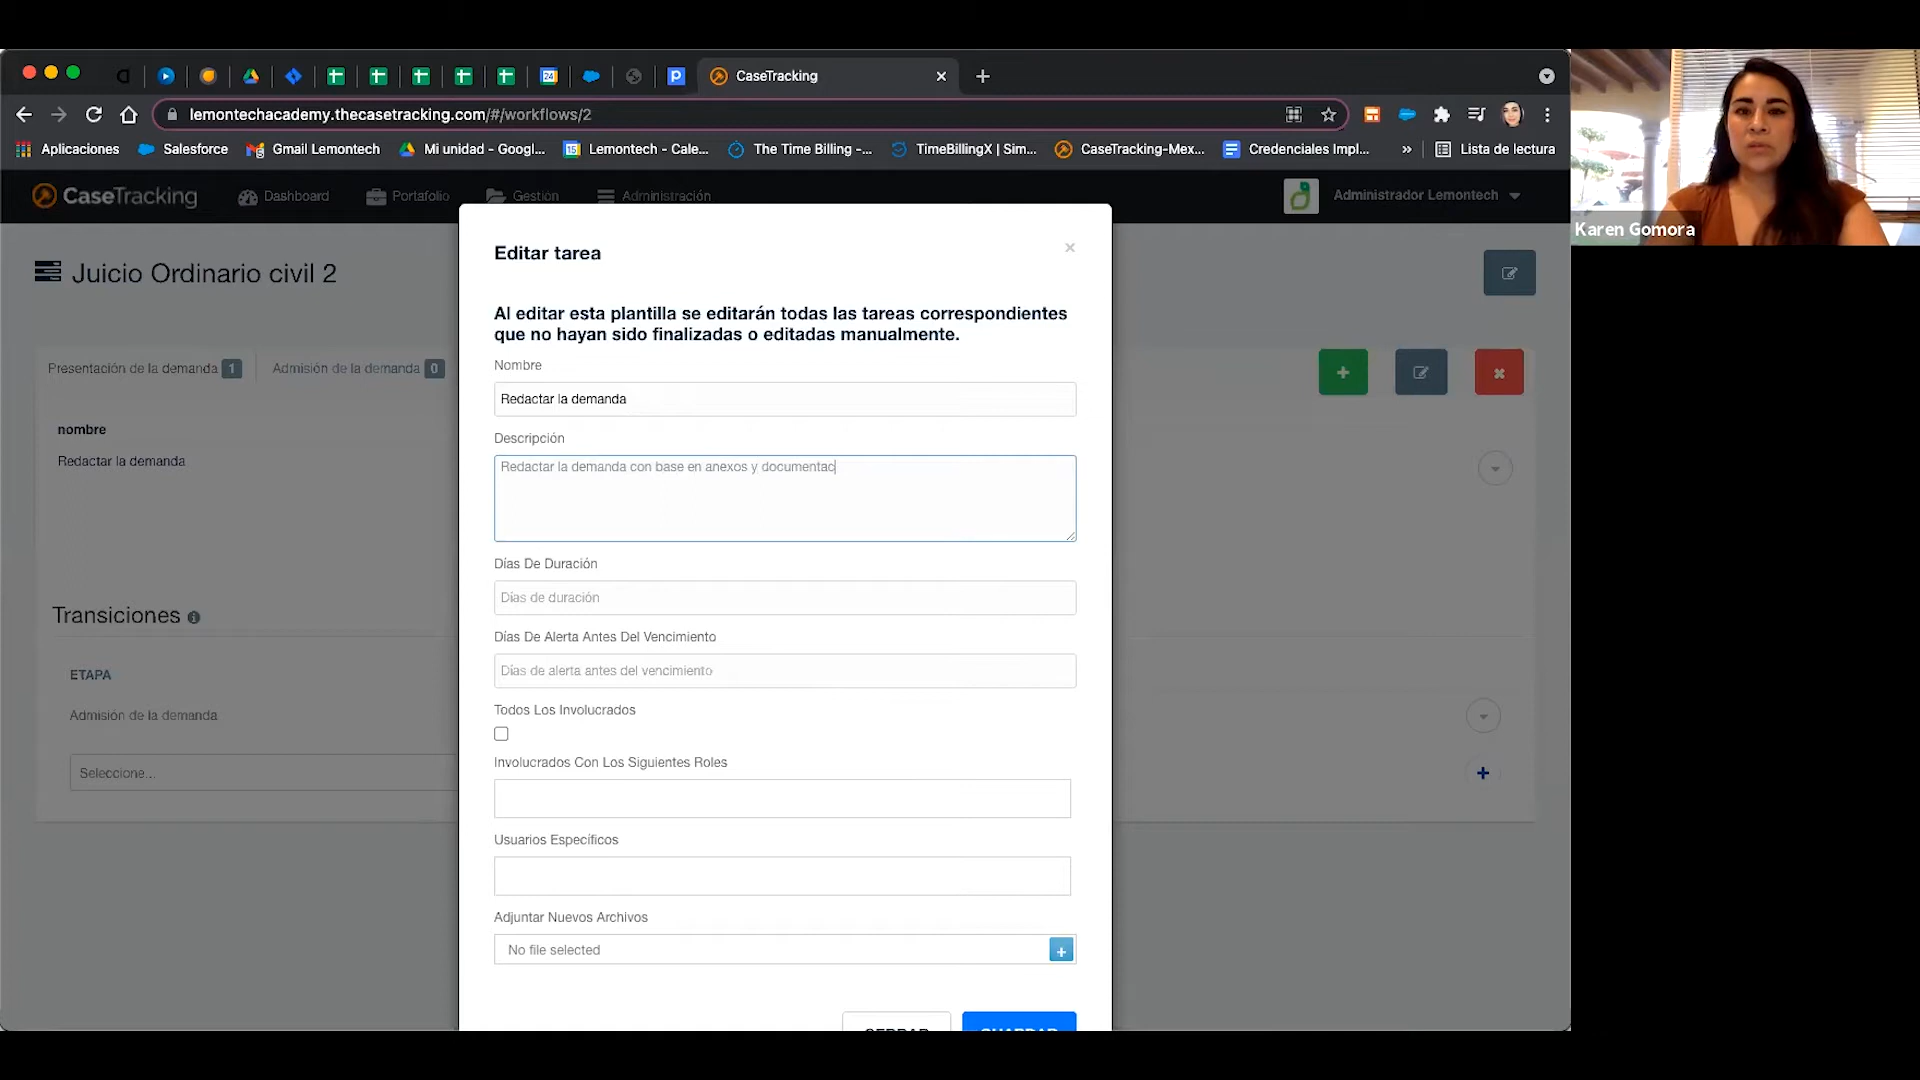 CaseTracking
lemontechacademy.thecasetracking.com/#/workflows/2
Aplicaciones
Salesforce
Gmail Lemontech
Mi unidad - Googl...
Lemontech - Cale...
The Time Billing -...
TimeBillingX | Sim...
CaseTracking-Mex...
Credenciales Impl...
»
Lista de lectura
CaseTracking
Dashboard
Portafolio
Gestión
Administración
Administrador Lemontech
Karen Gomora
Juicio Ordinario civil 2
Presentación de la demanda 1
Admisión de la demanda 0
nombre
Redactar la demanda
Transiciones
ETAPA
Admisión de la demanda
Seleccione...
Editar tarea
×
Al editar esta plantilla se editarán todas las tareas correspondientes
que no hayan sido finalizadas o editadas manualmente.
Nombre
Redactar la demanda
Descripción
Redactar la demanda con base en anexos y documentac
Días De Duración
Días de duración
Días De Alerta Antes Del Vencimiento
Días de alerta antes del vencimiento
Todos Los Involucrados
Involucrados Con Los Siguientes Roles
Usuarios Específicos
Adjuntar Nuevos Archivos
No file selected
CERRAR
GUARDAR